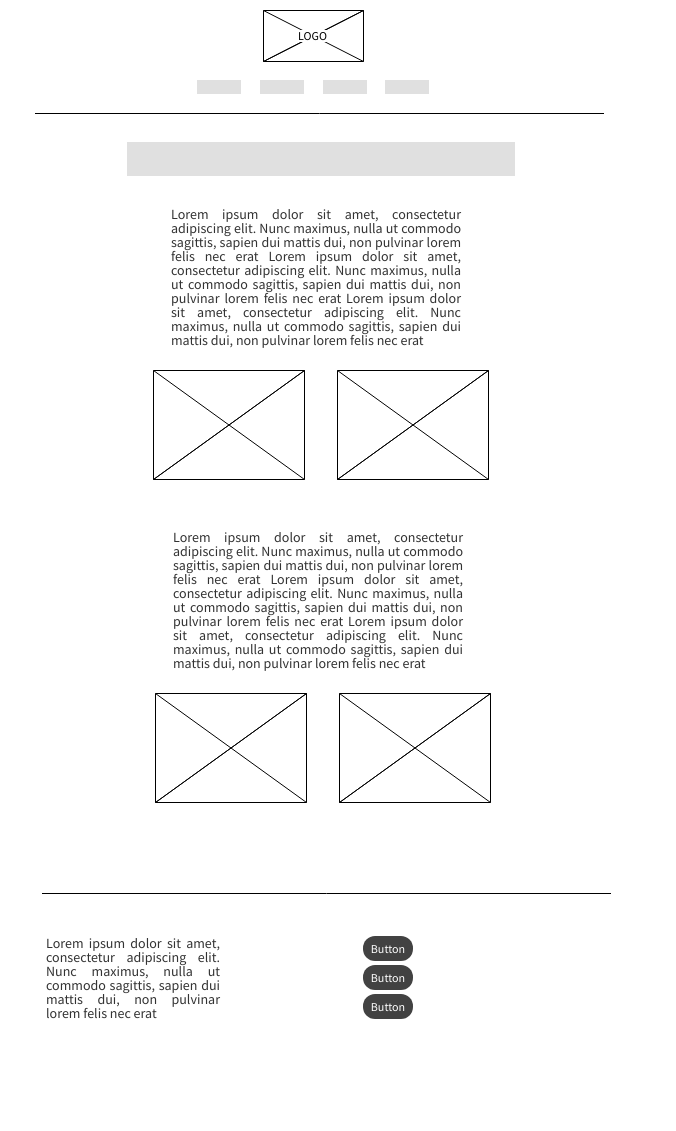 LOGO
Lorem ipsum dolor sit amet, consectetur
adipiscing elit. Nunc maximus, nulla ut commodo
sagittis, sapien dui mattis dui, non pulvinar lorem
felis nec erat Lorem ipsum dolor sit amet,
consectetur adipiscing elit. Nunc maximus, nulla
ut commodo sagittis, sapien dui mattis dui, non
pulvinar lorem felis nec erat Lorem ipsum dolor
sit amet, consectetur adipiscing elit. Nunc
maximus, nulla ut commodo sagittis, sapien dui
mattis dui, non pulvinar lorem felis nec erat
Lorem ipsum dolor sit amet, consectetur
adipiscing elit. Nunc maximus, nulla ut commodo
sagittis, sapien dui mattis dui, non pulvinar lorem
felis nec erat Lorem ipsum dolor sit amet,
consectetur adipiscing elit. Nunc maximus, nulla
ut commodo sagittis, sapien dui mattis dui, non
pulvinar lorem felis nec erat Lorem ipsum dolor
sit amet, consectetur adipiscing elit. Nunc
maximus, nulla ut commodo sagittis, sapien dui
mattis dui, non pulvinar lorem felis nec erat
Lorem ipsum dolor sit amet,
consectetur adipiscing elit.
Nunc maximus, nulla ut
commodo sagittis, sapien dui
mattis dui, non pulvinar
lorem felis nec erat
Button
Button
Button